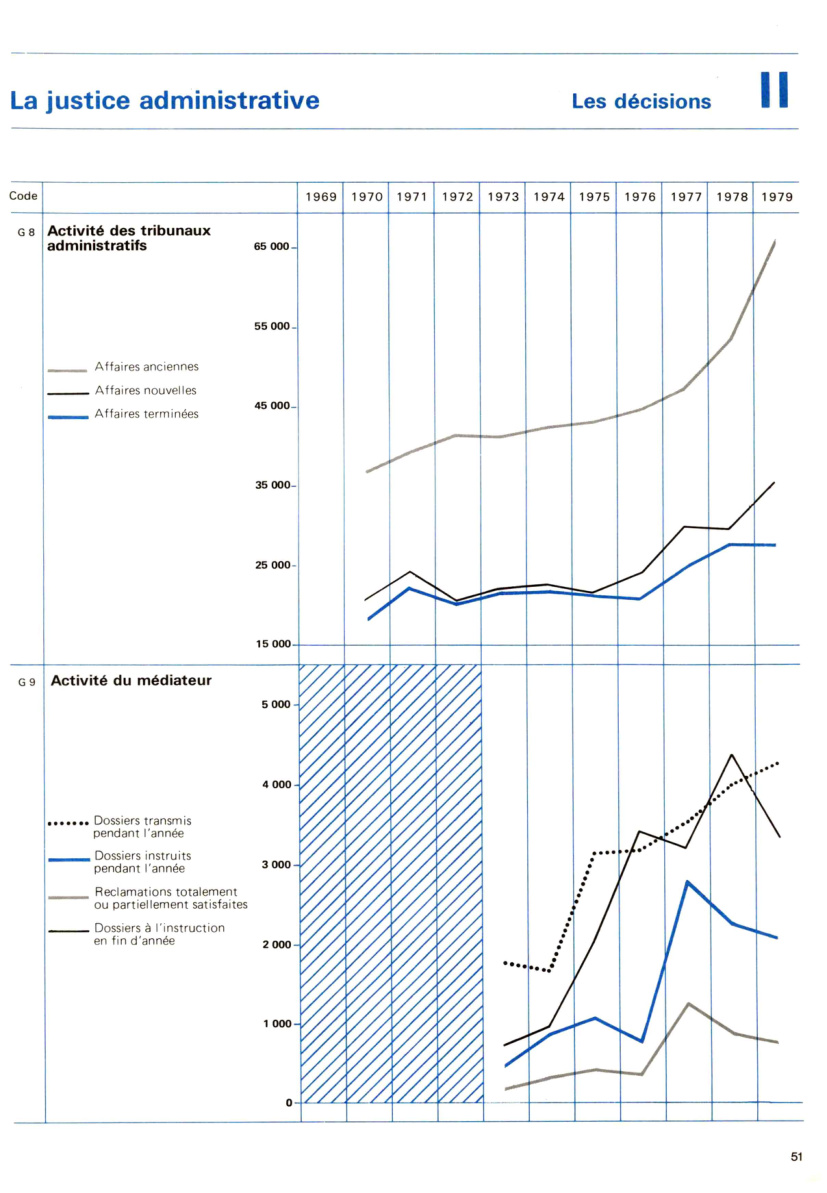 La justice administrative Les décisions II
Code 1969 1970 1971 1972 1973 1974 1975 1976 1977 1978 1979
G 8 Activité des tribunaux
administratifs
65 000
55 000
Affaires anciennes
Affaires nouvelles
45 000
Affaires terminées
35 000
25 000
15 000
G 9 Activité du médiateur
5 000
4 000
Dossiers transmis
pendant l'année
Dossiers instruits
pendant l'année
3 000
Reclamations totalement
ou partiellement satisfaites
Dossiers à l'instruction
en fin d'année
2 000
1 000
0
51